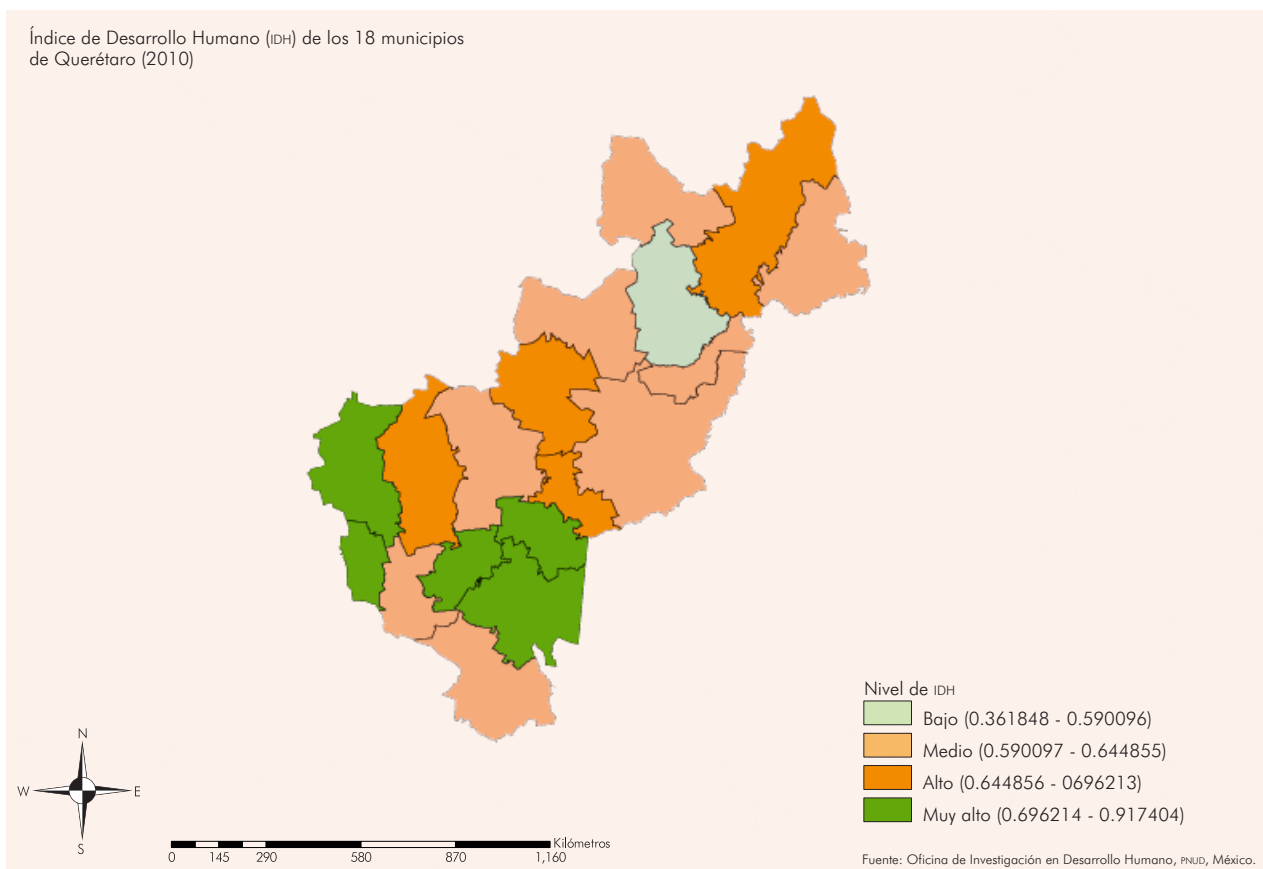 Índice de Desarrollo Humano (IDH) de los 18 municipios
de Querétaro (2010)
Nivel de IDH
Bajo (0.361848 - 0.590096)
Medio (0.590097 - 0.644855)
Alto (0.644856 - 0696213)
Muy alto (0.696214 - 0.917404)
N
W E
S
Kilómetros
0 145 290 580 870 1,160
Fuente: Oficina de Investigación en Desarrollo Humano, PNUD, México.